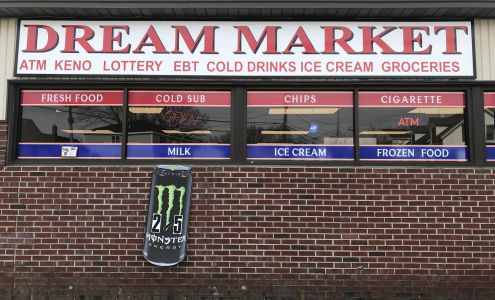 DREAM MARKET
ATM KENO LOTTERY EBT COLD DRINKS ICE CREAM GROCERIES
FRESH FOOD COLD SUB CHIPS CIGARETTE
OPEN ATM
MILK ICE CREAM FROZEN FOOD
25
MONSTER
ENERGY